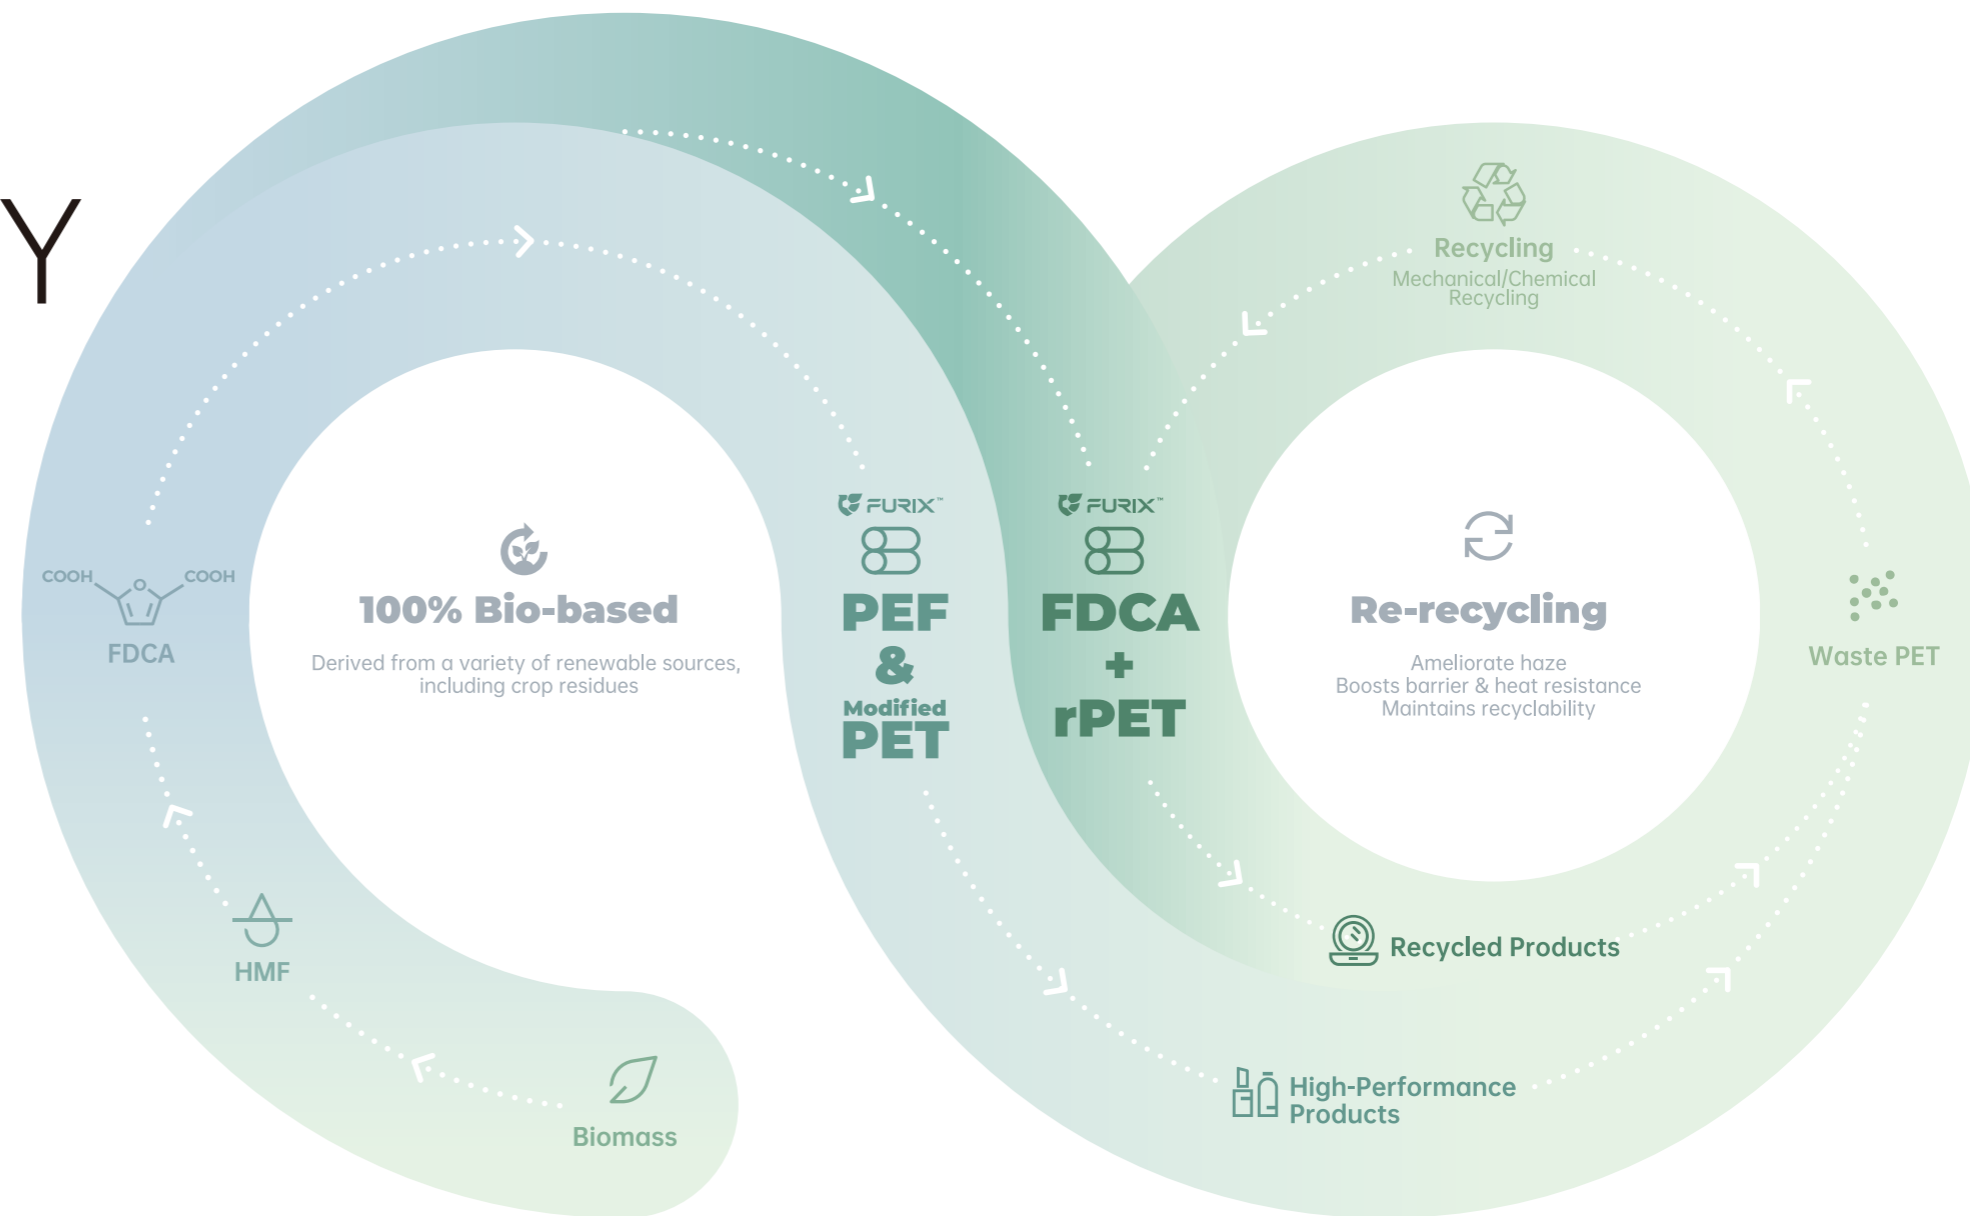 Y
COOH
O
COOH
FDCA
HMF
Biomass
100% Bio-based
Derived from a variety of renewable sources,
including crop residues
FURIX™
PEF
&
Modified
PET
FURIX™
FDCA
+
rPET
Recycling
Mechanical/Chemical
Recycling
Re-recycling
Ameliorate haze
Boosts barrier & heat resistance
Maintains recyclability
Waste PET
Recycled Products
High-Performance
Products